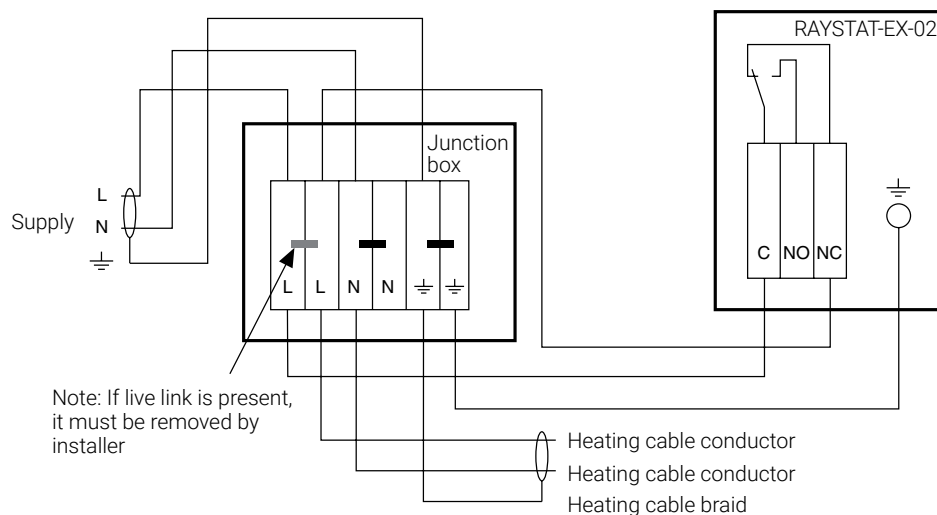 RAYSTAT-EX-02
Junction
box
L
Supply
N
C NO NC
L L N N
Note: If live link is present,
it must be removed by
installer
Heating cable conductor
Heating cable conductor
Heating cable braid